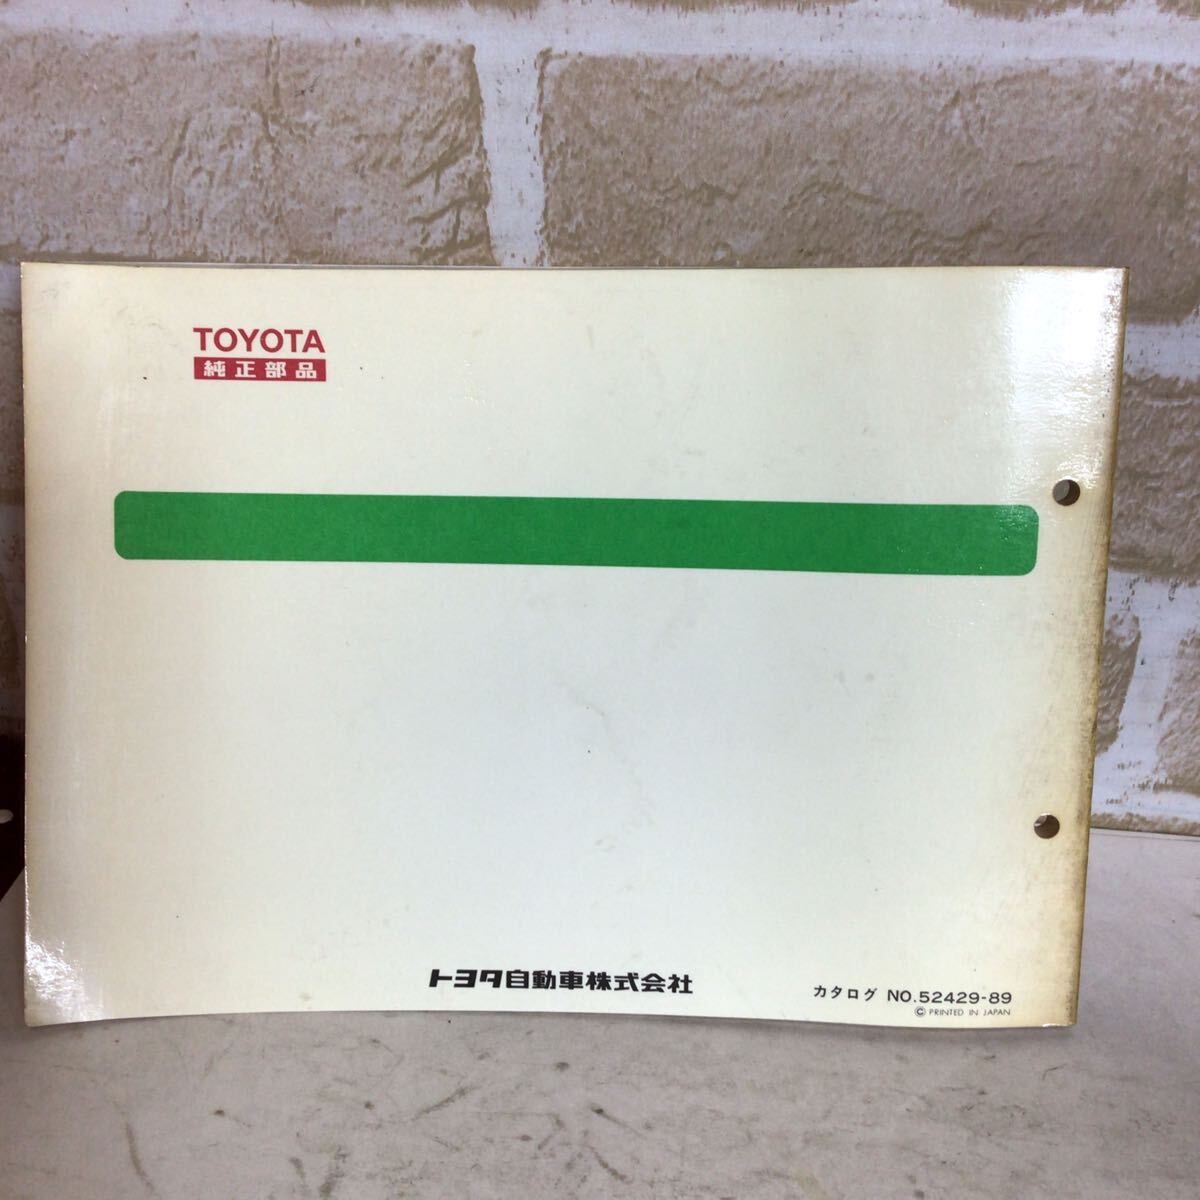 TOYOTA
純正部品
トヨタ自動車株式会社
カタログ NO.52429-89
© PRINTED IN JAPAN